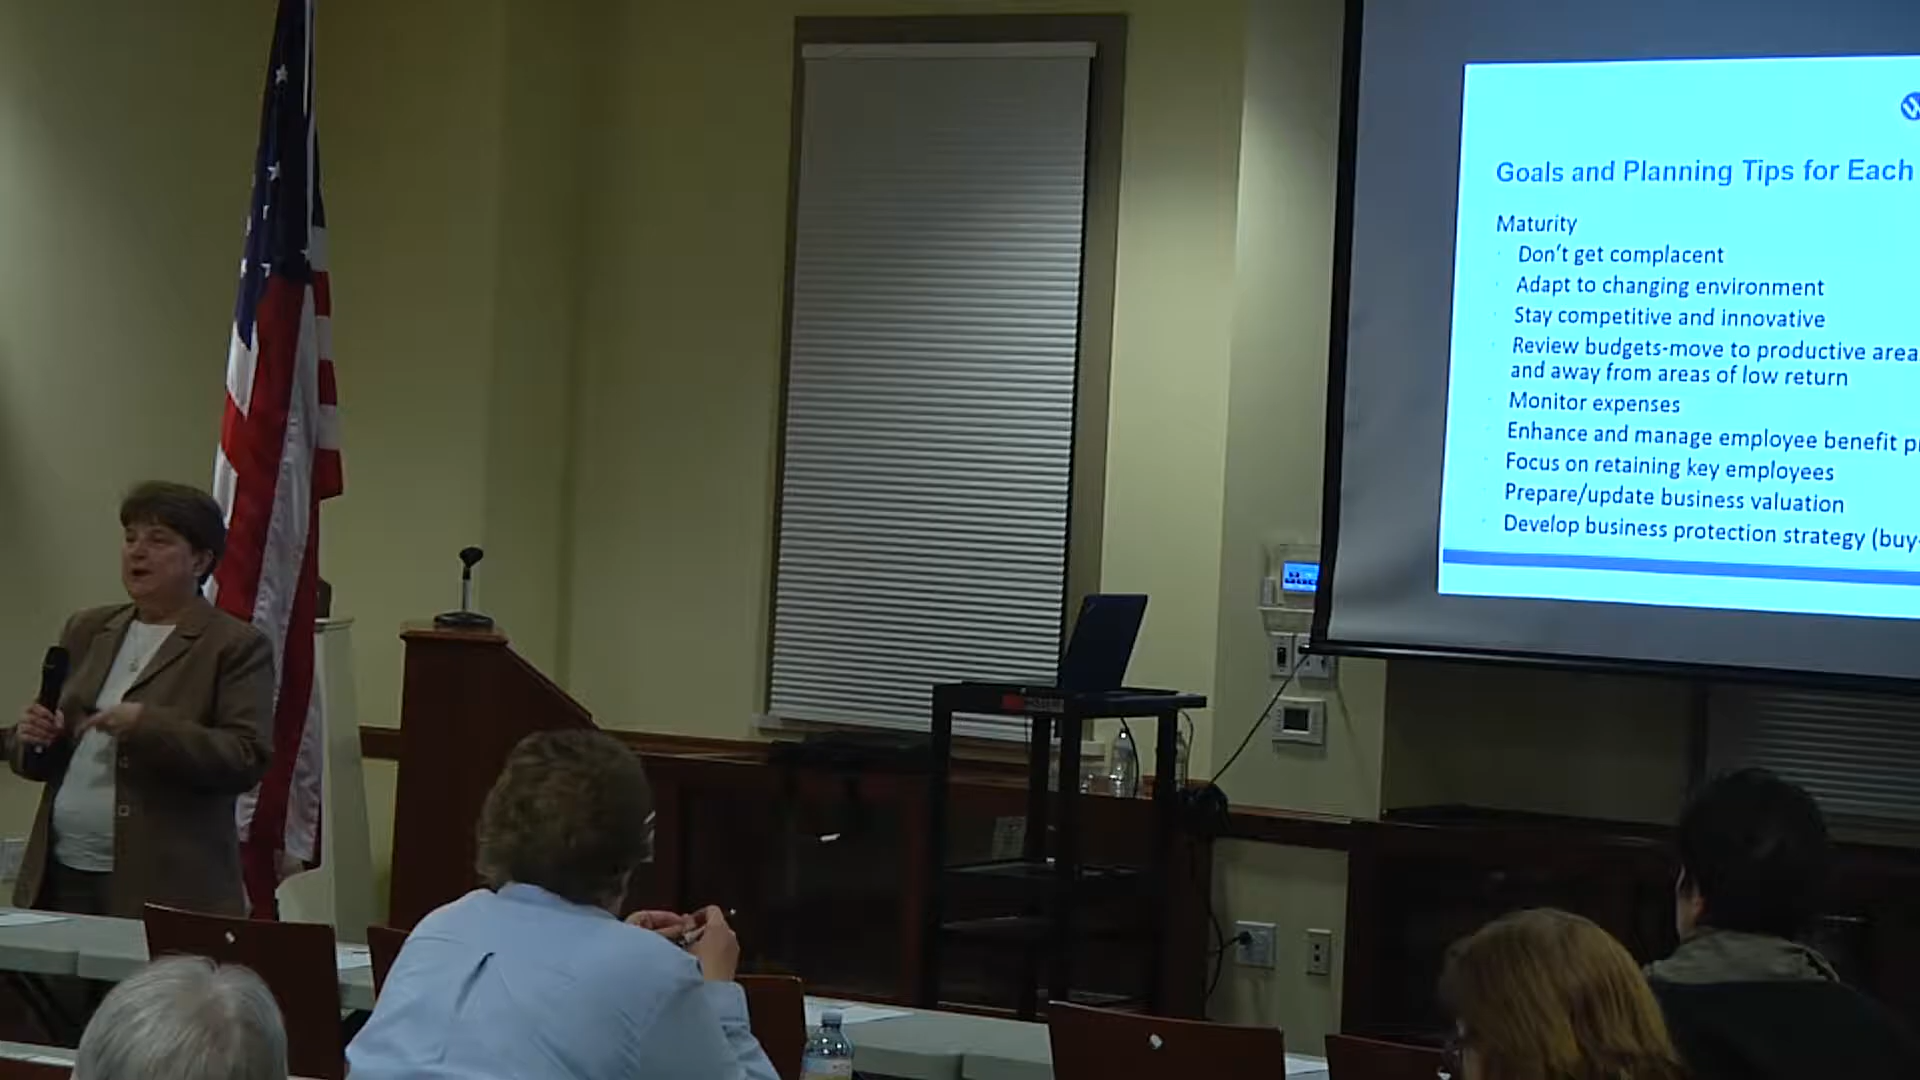 Goals and Planning Tips for Each
Maturity
Don't get complacent
Adapt to changing environment
Stay competitive and innovative
Review budgets-move to productive area
and away from areas of low return
Monitor expenses
Enhance and manage employee benefit p
Focus on retaining key employees
Prepare/update business valuation
Develop business protection strategy (buy-